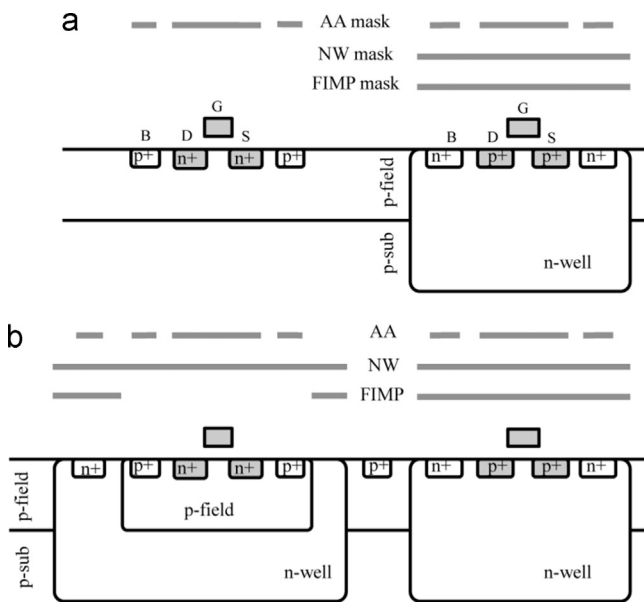 a
AA mask
NW mask
FIMP mask
G
G
B D S
B D S
p+ n+ n+ p+
n+ p+ p+ n+
p-field
p-sub
n-well
b
AA
NW
FIMP
n+ p+ n+ n+ p+ p+ n+ p+ p+ n+
p-field
p-field
p-sub
n-well
n-well